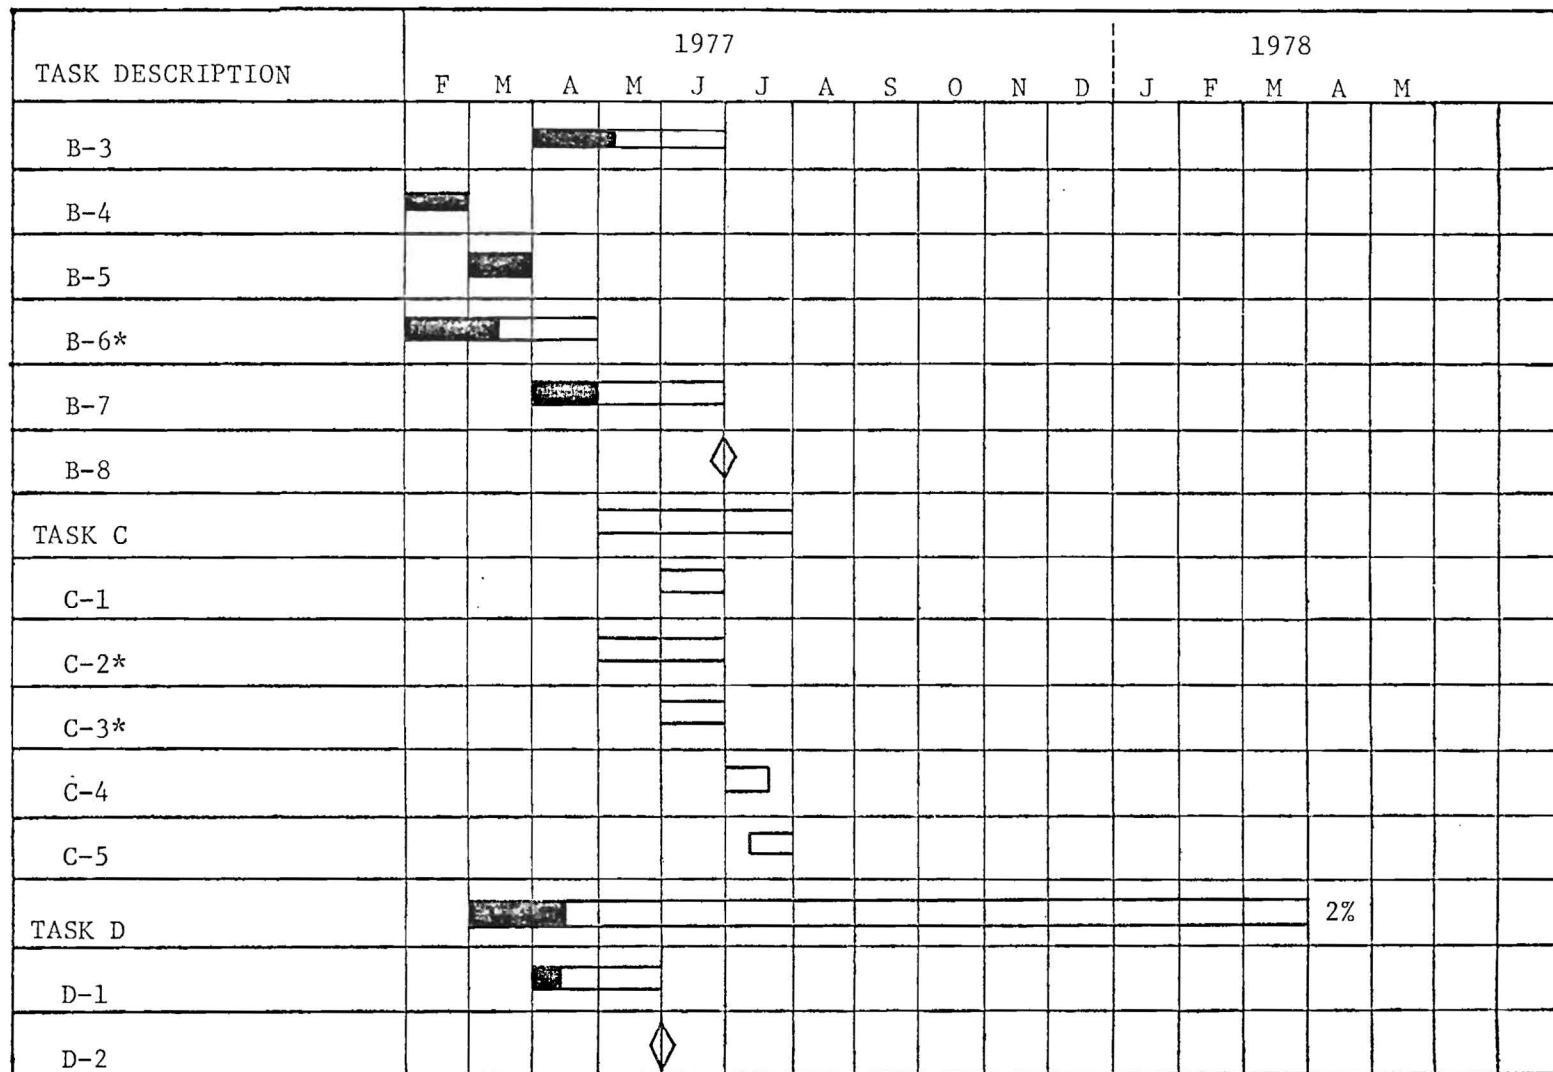 1977 1978
TASK DESCRIPTION F M A M J J A S O N D J F M A M
B-3
B-4
B-5
B-6*
B-7
B-8
TASK C
C-1
C-2*
C-3*
C-4
C-5
TASK D 2%
D-1
D-2